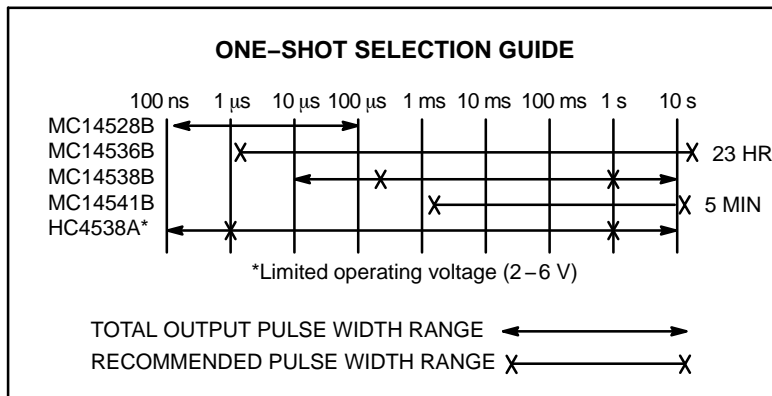 ONE–SHOT SELECTION GUIDE
100 ns 1 μs 10 μs 100 μs 1 ms 10 ms 100 ms 1 s 10 s
MC14528B
MC14536B 23 HR
MC14538B
MC14541B 5 MIN
HC4538A*
*Limited operating voltage (2–6 V)
TOTAL OUTPUT PULSE WIDTH RANGE
RECOMMENDED PULSE WIDTH RANGE